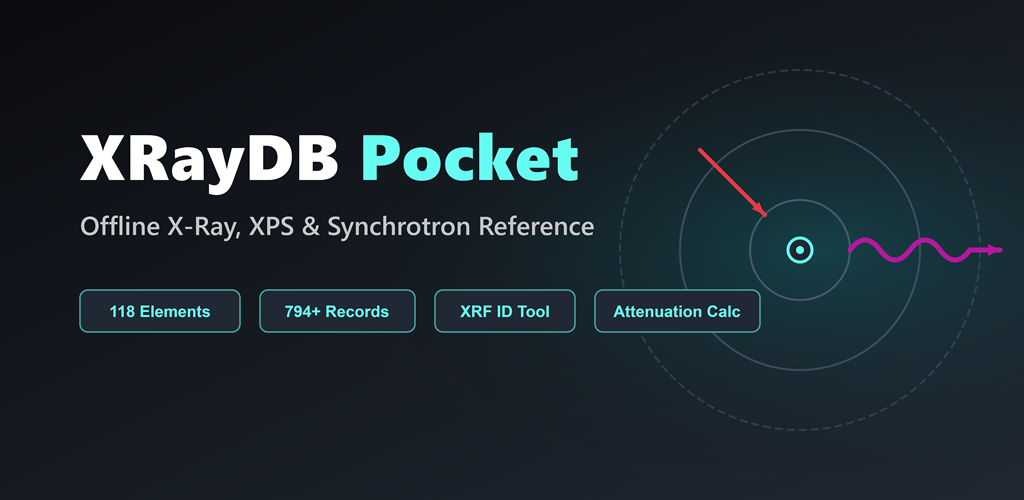 XRayDB Pocket
Offline X-Ray, XPS & Synchrotron Reference
118 Elements
794+ Records
XRF ID Tool
Attenuation Calc